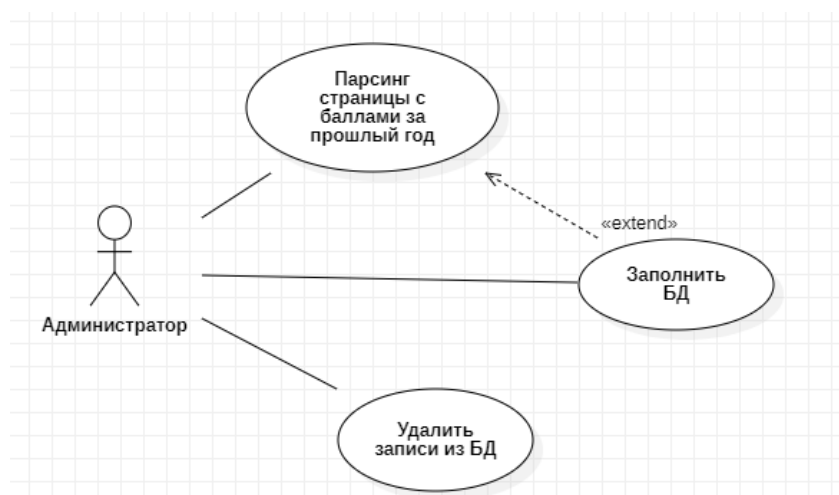 Парсинг
страницы с
баллами за
прошлый год
«extend»
Заполнить
БД
Администратор
Удалить
записи из БД